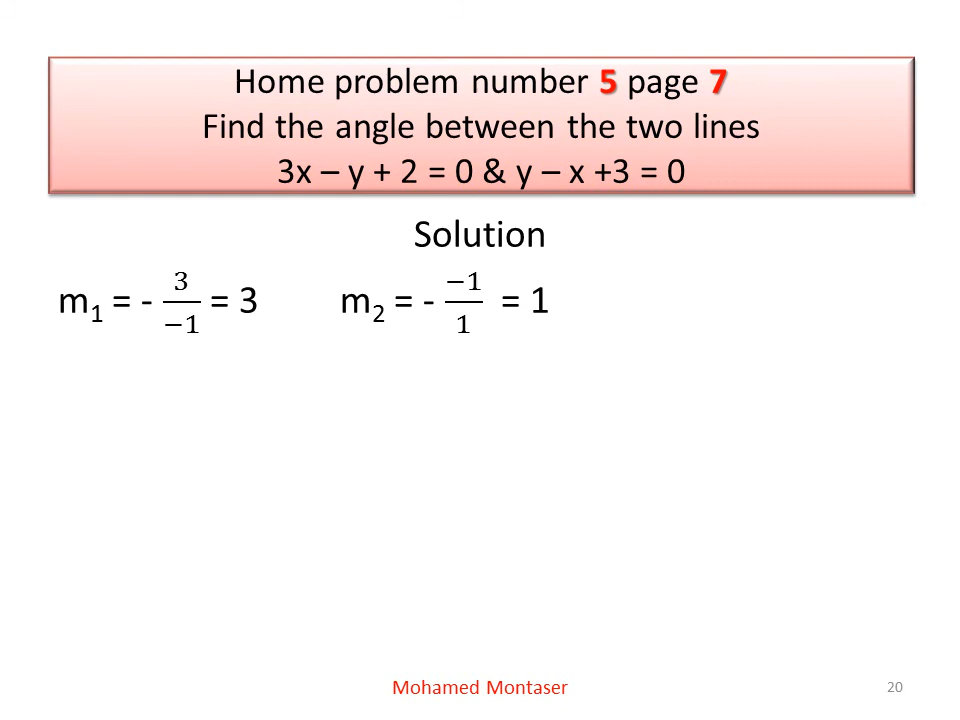 Home problem number 5 page 7
Find the angle between the two lines
3x – y + 2 = 0 & y – x +3 = 0
Solution
m₁ = - 3/−1 = 3 m₂ = - −1/1 = 1
Mohamed Montaser
20